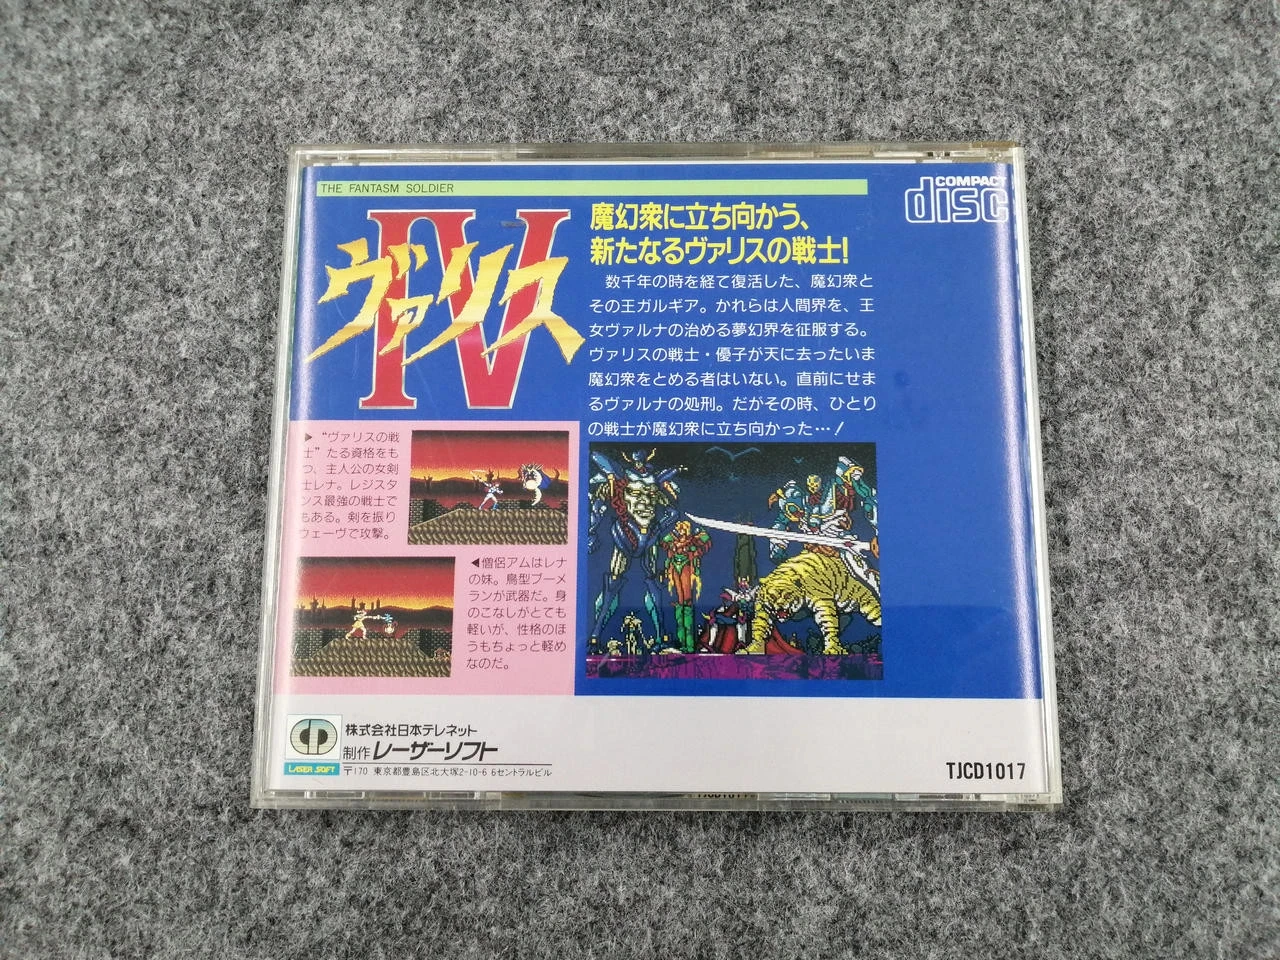 THE FANTASM SOLDIER
COMPACT
disc
IV
ヴァリス
魔幻衆に立ち向かう、
新たなるヴァリスの戦士!
数千年の時を経て復活した、魔幻衆と
その王ガルギア。かれらは人間界を、王
女ヴァルナの治める夢幻界を征服する。
ヴァリスの戦士・優子が天に去ったいま
魔幻衆をとめる者はいない。直前にせま
るヴァルナの処刑。だがその時、ひとり
の戦士が魔幻衆に立ち向かった…!
▶“ヴァリスの戦
士”たる資格をも
つ、主人公の女剣
士レナ。レジスタ
ンス最強の戦士で
もある。剣を振り
ウェーヴで攻撃。
◀僧侶アムはレナ
の妹。鳥型ブーメ
ランが武器だ。身
のこなしがとても
軽いが、性格のほ
うもちょっと軽め
なのだ。
LASER SOFT
株式会社日本テレネット
制作 レーザーソフト
〒170 東京都豊島区北大塚2-10-6 6セントラルビル
TJCD1017